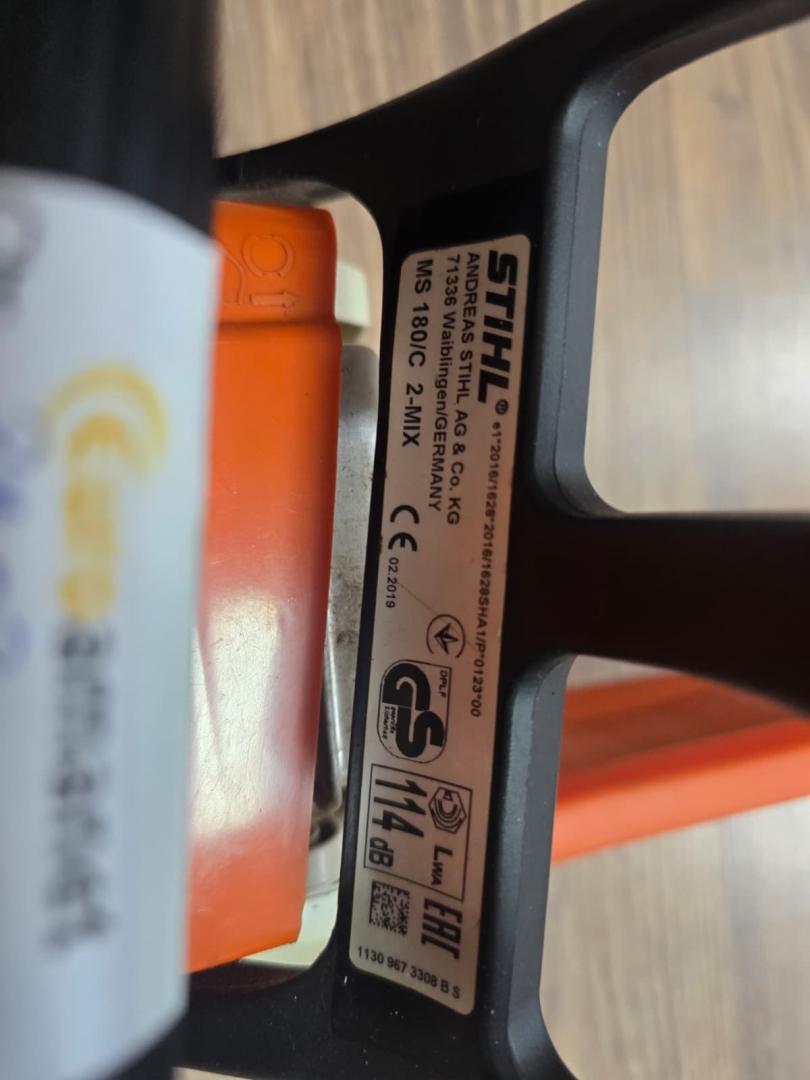 STIHL® e1*2016/1628*2016/1628SHA1/P*0123*00
ANDREAS STIHL AG & Co. KG
71336 Waiblingen/GERMANY
MS 180/C 2-MIX
CE 02.2019
DPLF
GS
LWA
114 dB
EAC
1130 967 3308 B S